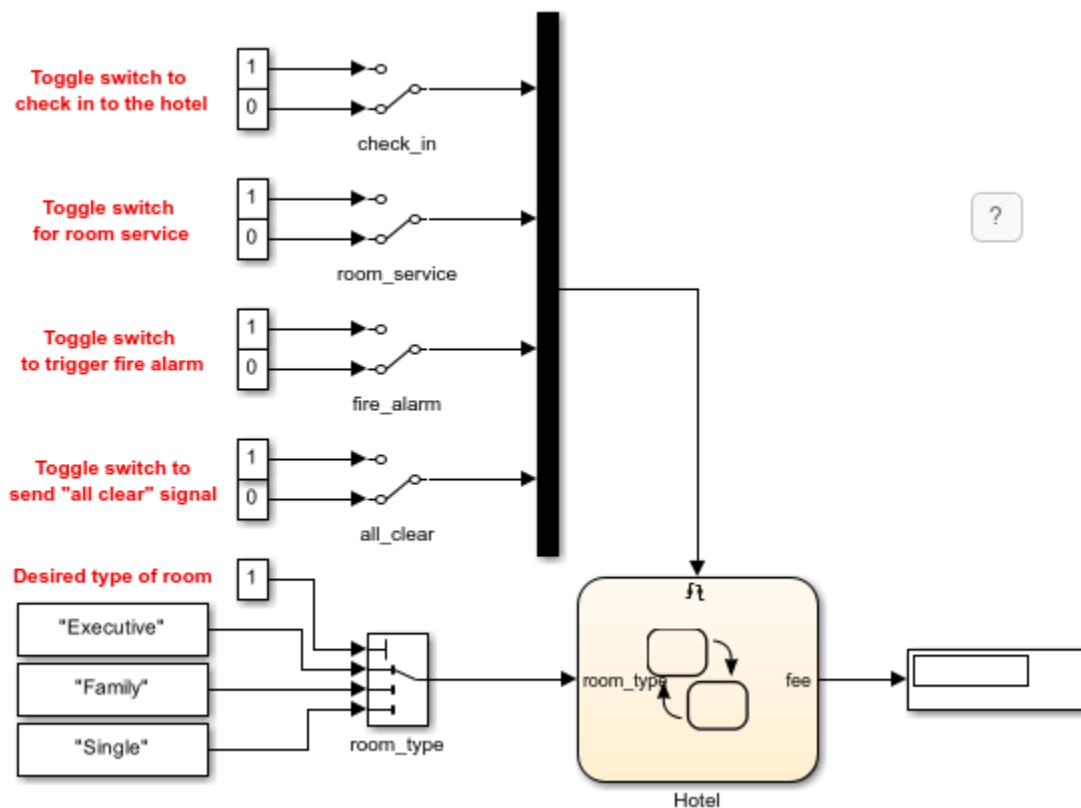 Toggle switch to
check in to the hotel
1
0
check_in
Toggle switch
for room service
1
0
room_service
?
Toggle switch
to trigger fire alarm
1
0
fire_alarm
Toggle switch to
send "all clear" signal
1
0
all_clear
Desired type of room
1
"Executive"
"Family"
"Single"
room_type
room_type
fee
Hotel